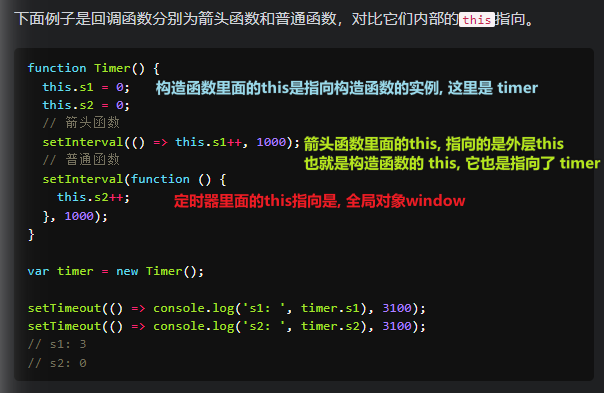 下面例子是回调函数分别为箭头函数和普通函数，对比它们内部的this指向。
function Timer() {
  this.s1 = 0;    构造函数里面的this是指向构造函数的实例, 这里是 timer
  this.s2 = 0;
  // 箭头函数
  setInterval(() => this.s1++, 1000); 箭头函数里面的this, 指向的是外层this
  // 普通函数    也就是构造函数的 this, 它也是指向了 timer
  setInterval(function () {
    this.s2++;    定时器里面的this指向是, 全局对象window
  }, 1000);
}
var timer = new Timer();
setTimeout(() => console.log('s1: ', timer.s1), 3100);
setTimeout(() => console.log('s2: ', timer.s2), 3100);
// s1: 3
// s2: 0